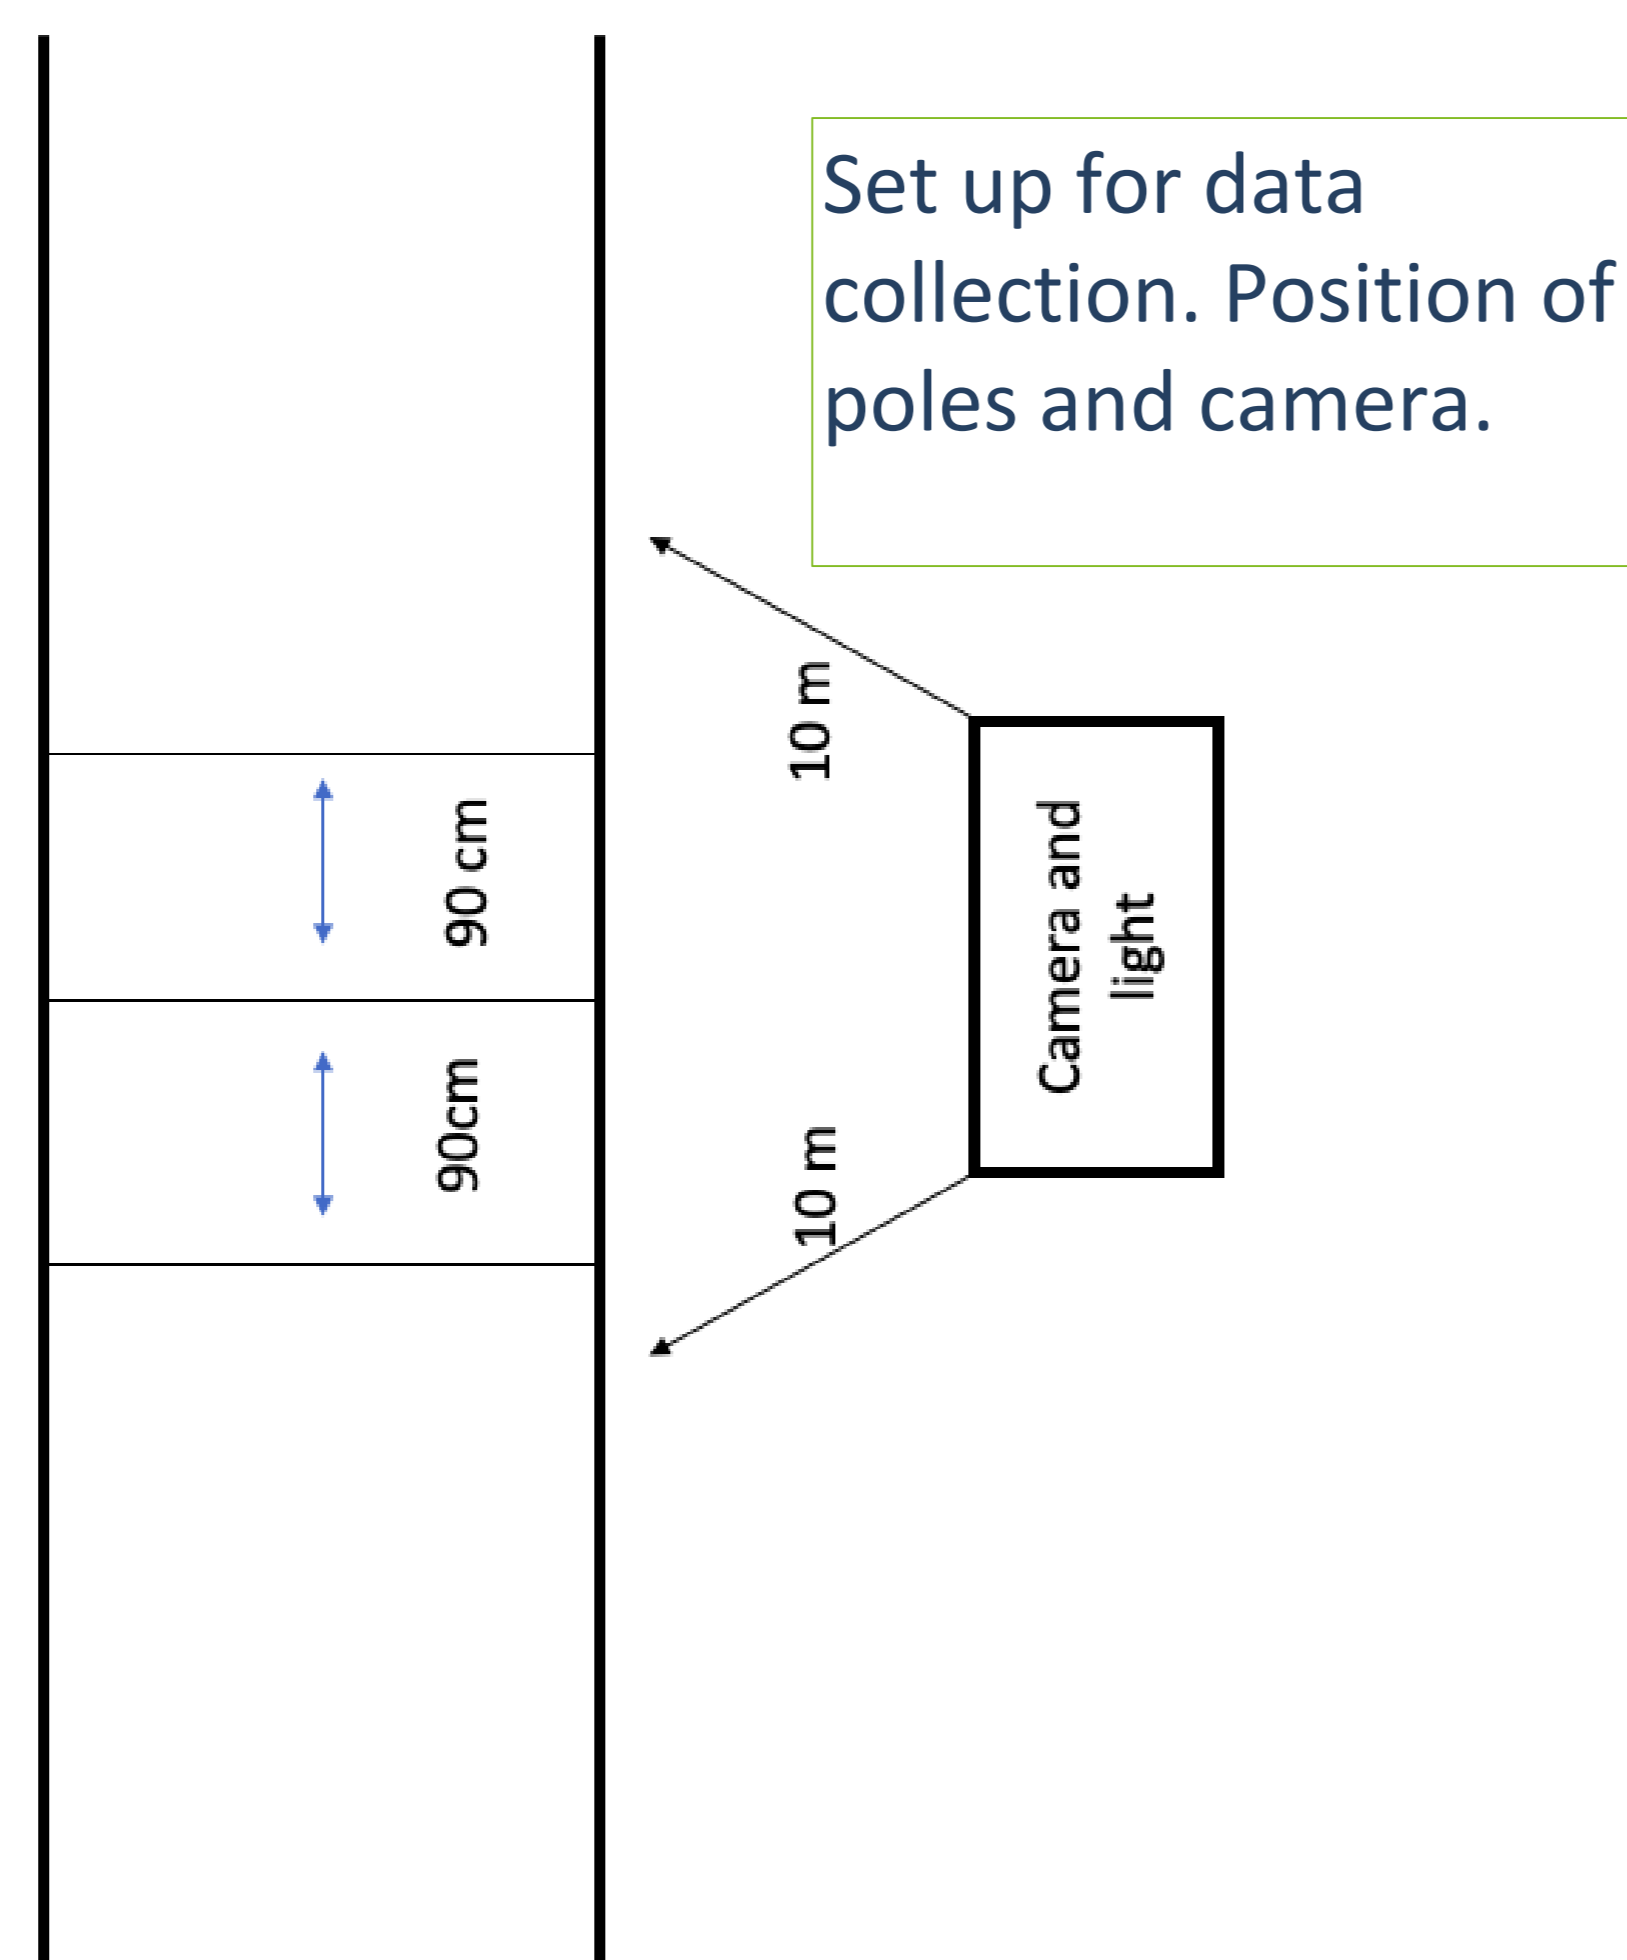 Set up for data
collection. Position of
poles and camera.
10 m
90 cm
Camera and
light
90cm
10 m